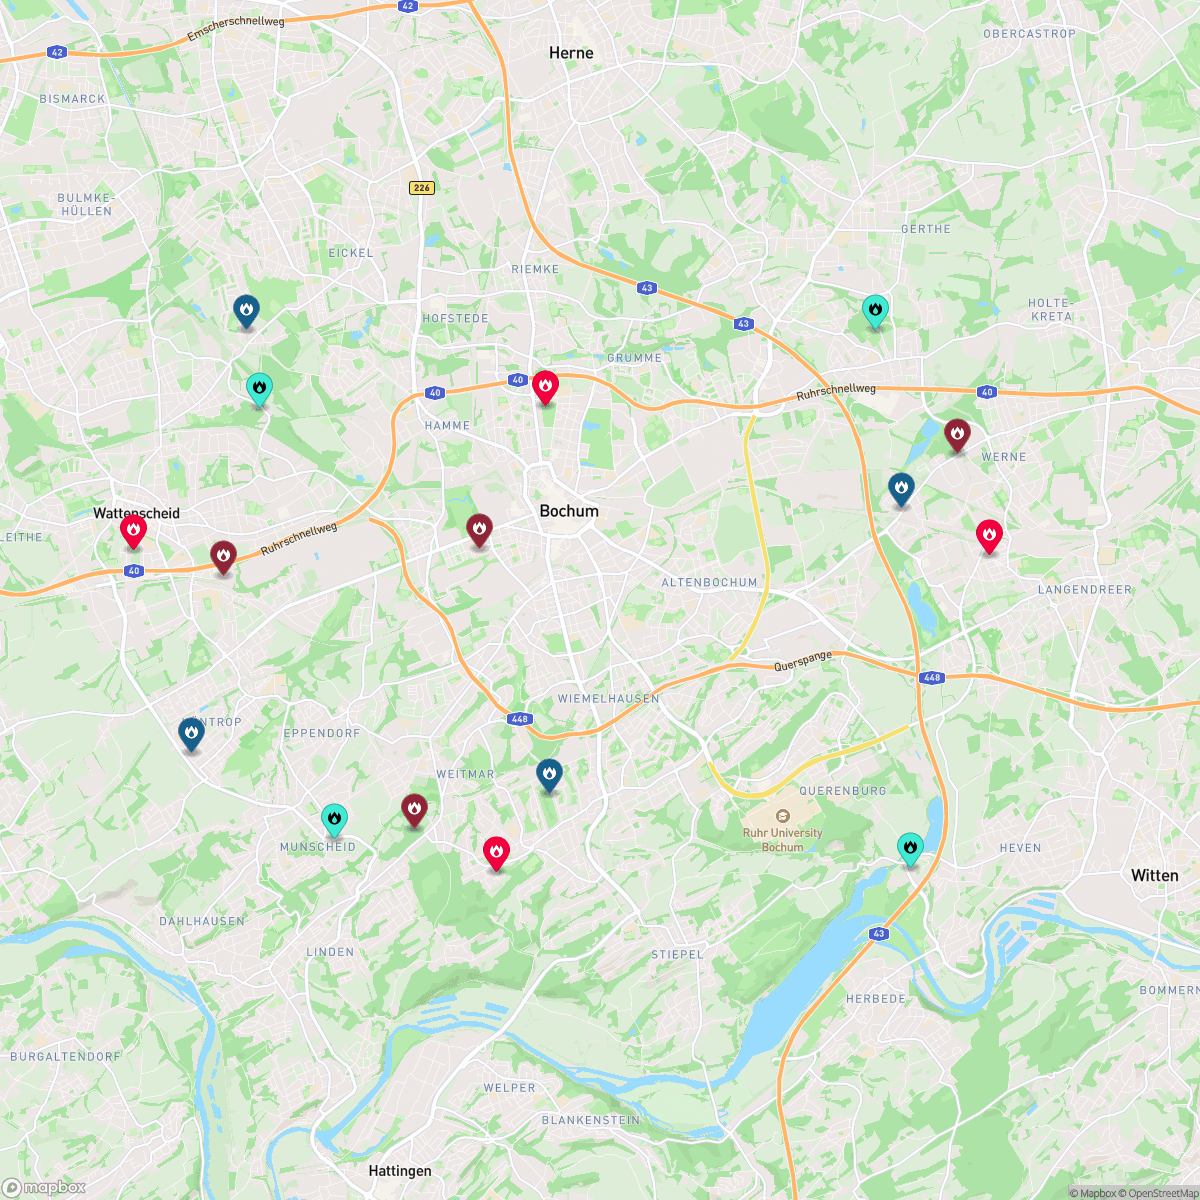 42
Emscherschnellweg
42
Herne
OBERCASTROP
BISMARCK
226
BULMKE-
HÜLLEN
GERTHE
EICKEL
RIEMKE
43
HOLTE-
KRETA
HOFSTEDE
43
GRUMME
40
40
Ruhrschnellweg
40
HAMME
WERNE
Wattenscheid
Bochum
LEITHE
Ruhrschnellweg
40
ALTENBOCHUM
LANGENDREER
Querspange
448
WIEMELHAUSEN
448
NTROP
EPPENDORF
WEITMAR
QUERENBURG
Ruhr University
Bochum
MUNSCHEID
HEVEN
Witten
DAHLHAUSEN
43
LINDEN
STIEPEL
BOMMERN
HERBEDE
BURGALTENDORF
WELPER
BLANKENSTEIN
Hattingen
mapbox
© Mapbox © OpenStreetMap